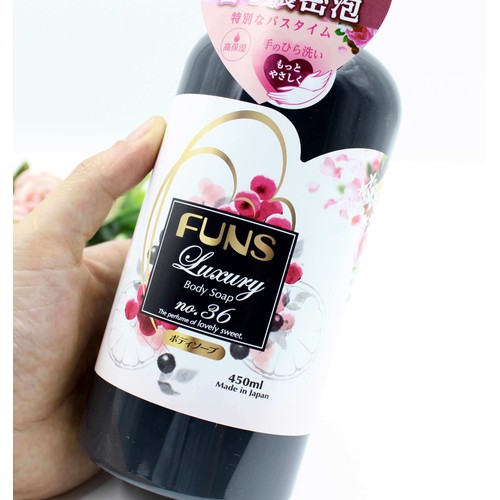 特別なバスタイム
高保湿
手のひら洗い
もっと
やさしく
FUNS
Luxury
Body Soap
no. 36
The perfume of lovely sweet.
ボディソープ
450ml
Made in Japan